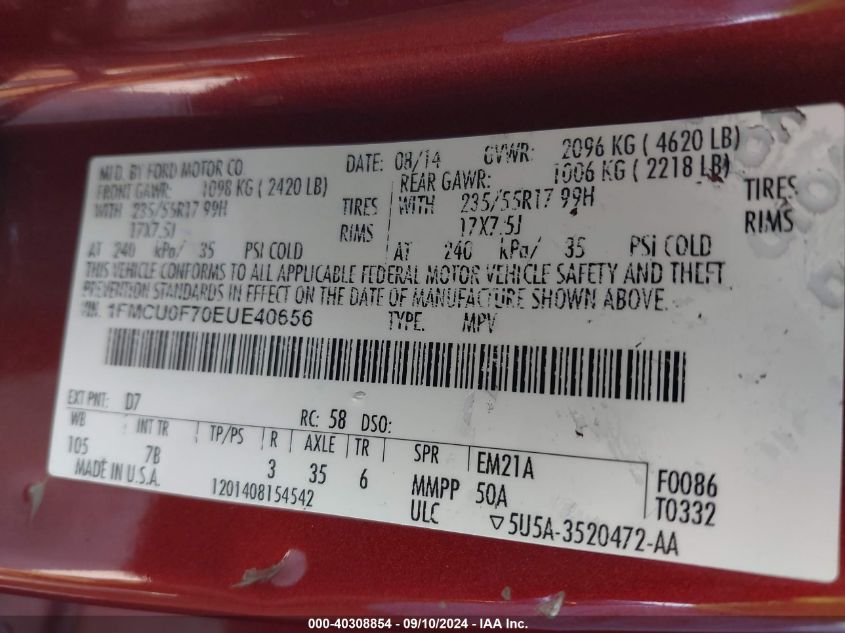 MFD. BY FORD MOTOR CO DATE: 08/14 GVWR: 2096 KG ( 4620 LB)
FRONT GAWR: 1098 KG ( 2420 LB) REAR GAWR: 1006 KG ( 2218 LB)
WITH 235/55R17 99H TIRES WITH 235/55R17 99H TIRES
17X7.5J RIMS 17X7.5J RIMS
AT 240 kPa/ 35 PSI COLD AT 240 kPa/ 35 PSI COLD
THIS VEHICLE CONFORMS TO ALL APPLICABLE FEDERAL MOTOR VEHICLE SAFETY AND THEFT
PREVENTION STANDARDS IN EFFECT ON THE DATE OF MANUFACTURE SHOWN ABOVE.
VIN: 1FMCU0F70EUE40656 TYPE: MPV
EXT PNT: D7 RC: 58 DSO:
WB INT TR TP/PS R AXLE TR SPR EM21A F0086
105 7B 3 35 6 MMPP 50A T0332
MADE IN U.S.A. 1201408154542 ULC ▽5U5A-3520472-AA
000-40308854 - 09/10/2024 - IAA Inc.